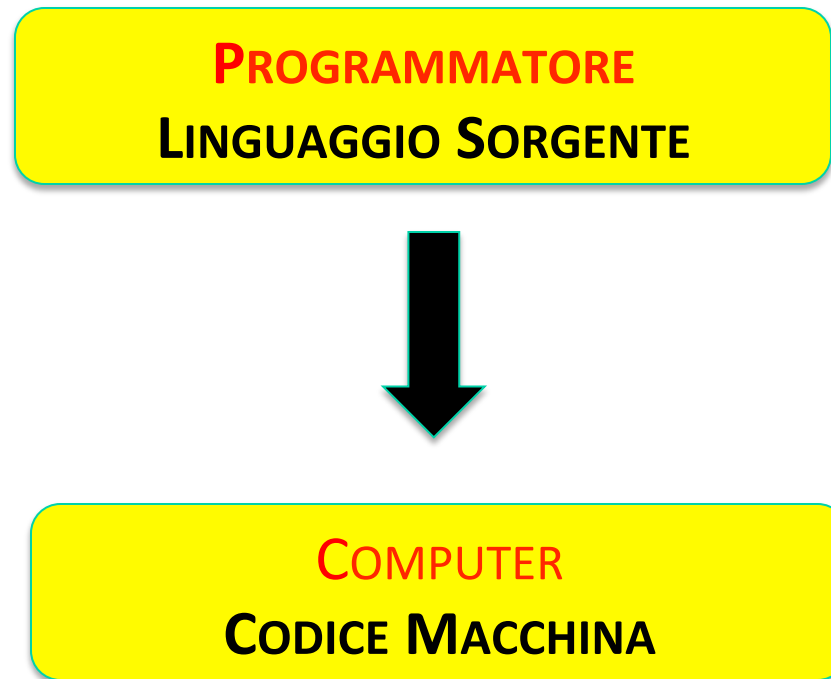 PROGRAMMATORE
LINGUAGGIO SORGENTE
COMPUTER
CODICE MACCHINA